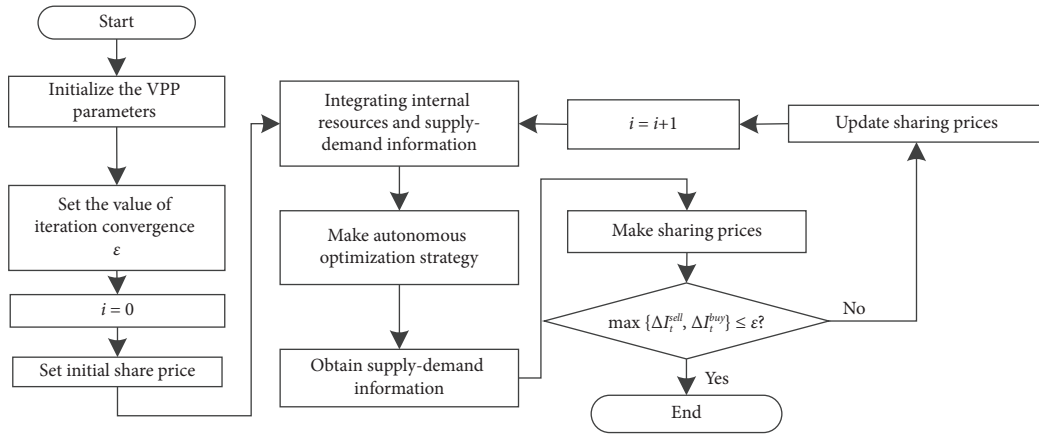 Start
Initialize the VPP
parameters
Set the value of
iteration convergence
ε
i = 0
Set initial share price
Integrating internal
resources and supply-
demand information
Make autonomous
optimization strategy
Obtain supply-demand
information
i = i+1
Update sharing prices
Make sharing prices
max {ΔI_t^sell, ΔI_t^buy} ≤ ε?
No
Yes
End